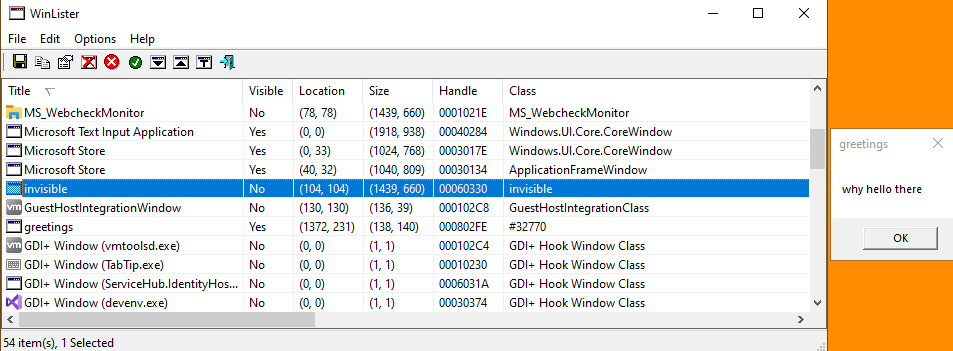 WinLister
File Edit Options Help
Title Visible Location Size Handle Class
MS_WebcheckMonitor No (78, 78) (1439, 660) 0001021E MS_WebcheckMonitor
Microsoft Text Input Application Yes (0, 0) (1918, 938) 00040284 Windows.UI.Core.CoreWindow
Microsoft Store Yes (0, 33) (1024, 768) 0003017E Windows.UI.Core.CoreWindow
Microsoft Store Yes (40, 32) (1040, 809) 00030134 ApplicationFrameWindow
invisible No (104, 104) (1439, 660) 00060330 invisible
vm GuestHostIntegrationWindow No (130, 130) (136, 39) 000102C8 GuestHostIntegrationClass
greetings Yes (1372, 231) (138, 140) 000802FE #32770
vm GDI+ Window (vmtoolsd.exe) No (0, 0) (1, 1) 000102C4 GDI+ Hook Window Class
GDI+ Window (TabTip.exe) No (0, 0) (1, 1) 00010230 GDI+ Hook Window Class
GDI+ Window (ServiceHub.IdentityHos... No (0, 0) (1, 1) 0006031A GDI+ Hook Window Class
GDI+ Window (devenv.exe) No (0, 0) (1, 1) 00030374 GDI+ Hook Window Class
54 item(s), 1 Selected
greetings
why hello there
OK